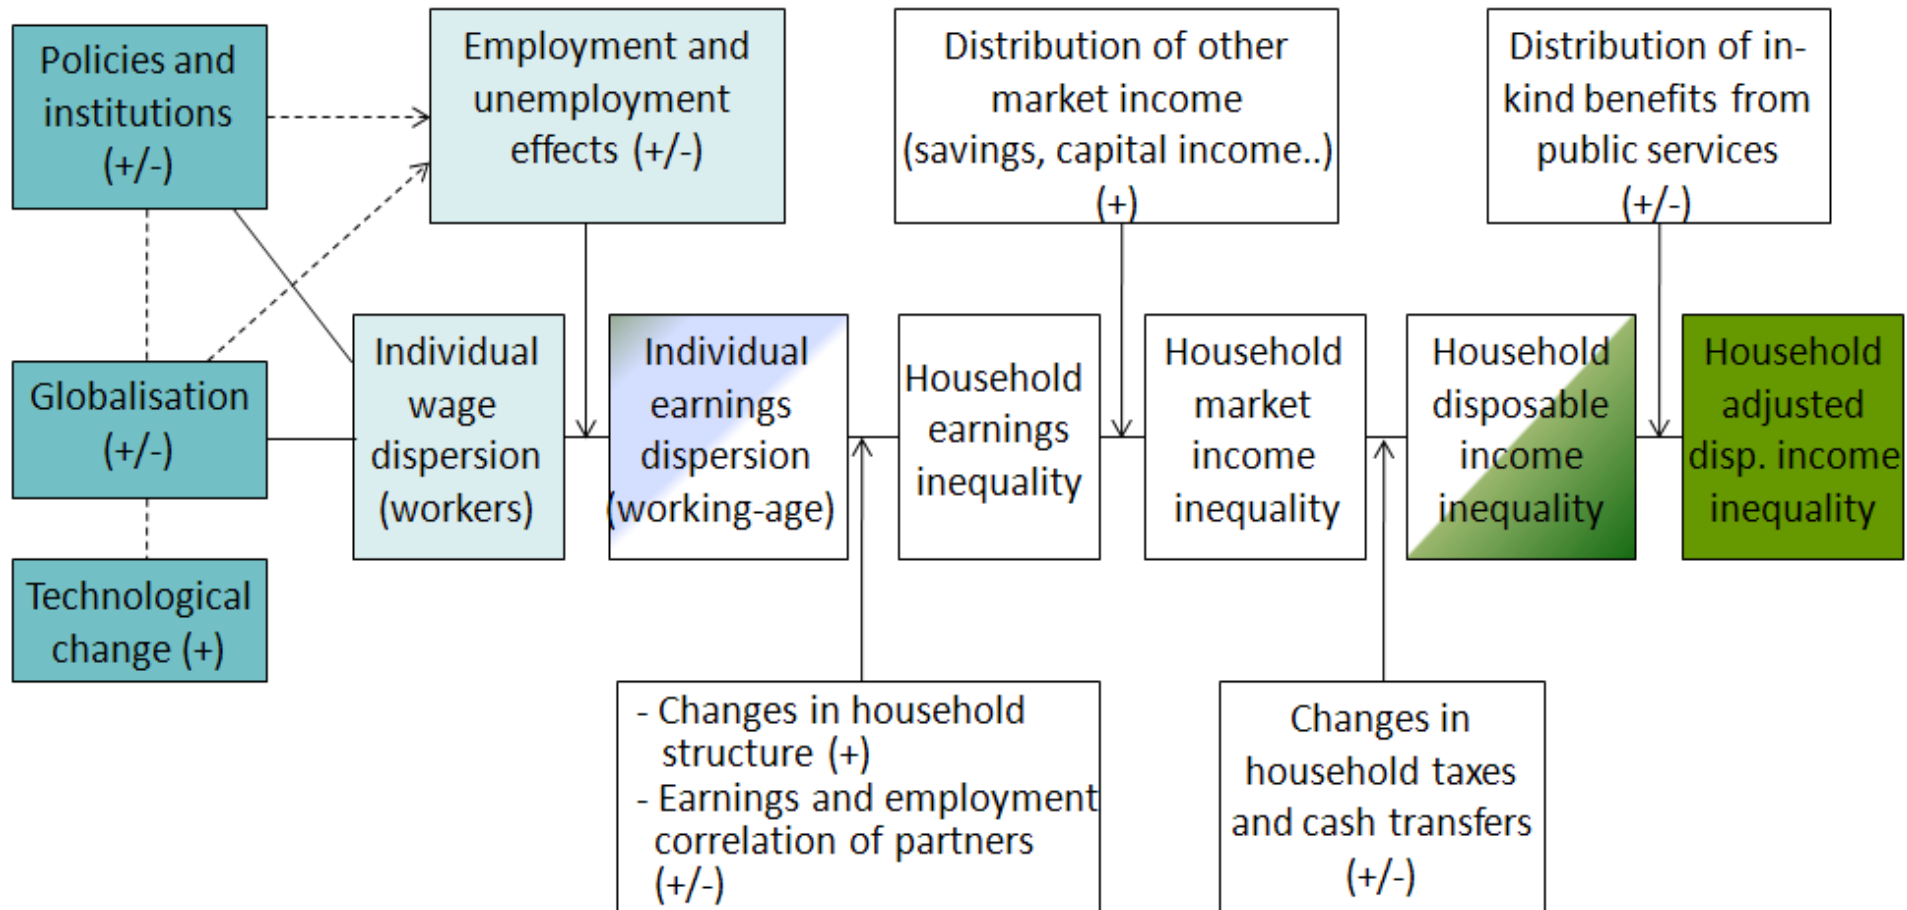 Policies and
institutions
(+/-)
Employment and
unemployment
effects (+/-)
Distribution of other
market income
(savings, capital income..)
(+)
Distribution of in-
kind benefits from
public services
(+/-)
Globalisation
(+/-)
Technological
change (+)
Individual
wage
dispersion
(workers)
Individual
earnings
dispersion
(working-age)
Household
earnings
inequality
Household
market
income
inequality
Household
disposable
income
inequality
Household
adjusted
disp. income
inequality
- Changes in household
structure (+)
- Earnings and employment
correlation of partners
(+/-)
Changes in
household taxes
and cash transfers
(+/-)